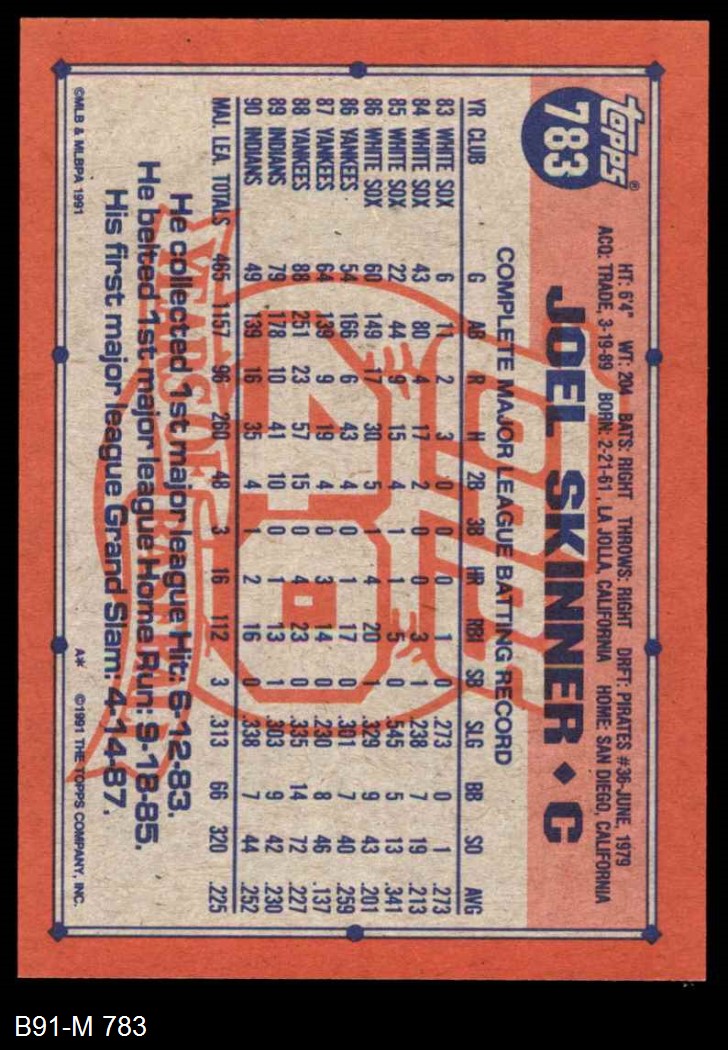 topps®
783
HT: 6'4" WT: 204 BATS: RIGHT THROWS: RIGHT DRFT: PIRATES #36-JUNE, 1979
ACQ: TRADE, 3-19-89 BORN: 2-21-61, LA JOLLA, CALIFORNIA HOME: SAN DIEGO, CALIFORNIA
JOEL SKINNER ♦ C
COMPLETE MAJOR LEAGUE BATTING RECORD
YR CLUB G AB R H 2B 3B HR RBI SB SLG BB SO AVG
83 WHITE SOX 6 11 2 3 0 0 0 1 0 .273 0 1 .273
84 WHITE SOX 43 80 4 17 2 0 0 3 1 .238 7 19 .213
85 WHITE SOX 22 44 9 15 4 1 1 5 0 .545 5 13 .341
86 WHITE SOX 60 149 17 30 5 1 4 20 1 .329 9 43 .201
86 YANKEES 54 166 6 43 4 0 1 17 0 .301 7 40 .259
87 YANKEES 64 139 9 19 4 0 3 14 0 .230 8 46 .137
88 YANKEES 88 251 23 57 15 0 4 23 0 .335 14 72 .227
89 INDIANS 79 178 10 41 10 0 1 13 1 .303 9 42 .230
90 INDIANS 49 139 16 35 4 1 2 16 0 .338 7 44 .252
MAJ. LEA. TOTALS 465 1157 96 260 48 3 16 112 3 .313 66 320 .225
Topps
40
YEARS OF BASEBALL
He collected 1st major league Hit: 6-12-83.
He belted 1st major league Home Run: 9-18-85.
His first major league Grand Slam: 4-14-87.
©MLB & MLBPA 1991
A* ©1991 THE TOPPS COMPANY, INC.
B91-M 783